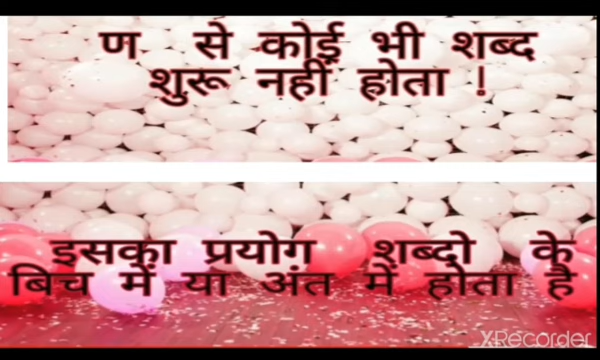 ण से कोई भी शब्द
शुरू नहीं होता !
इसका प्रयोग शब्दो के
बिच में या अंत में होता है
XRecorder